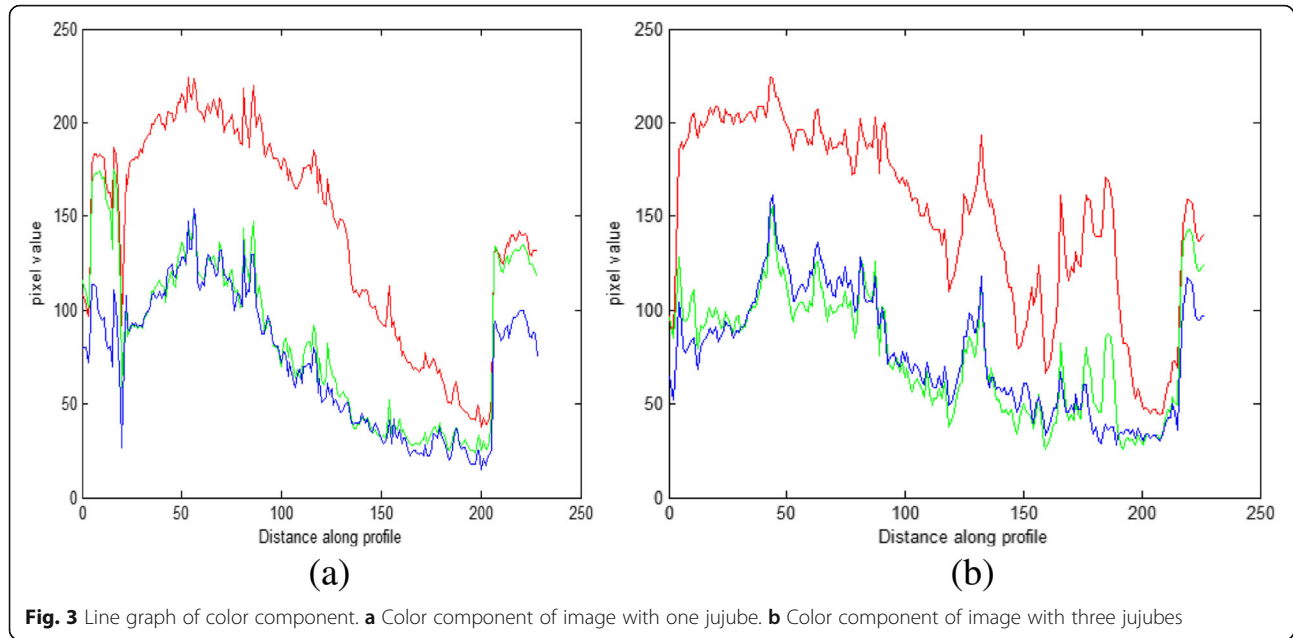 250
200
150
100
50
0
pixel value
0 50 100 150 200 250
Distance along profile
(a)
250
200
150
100
50
0
pixel value
0 50 100 150 200 250
Distance along profile
(b)
Fig. 3 Line graph of color component. a Color component of image with one jujube. b Color component of image with three jujubes